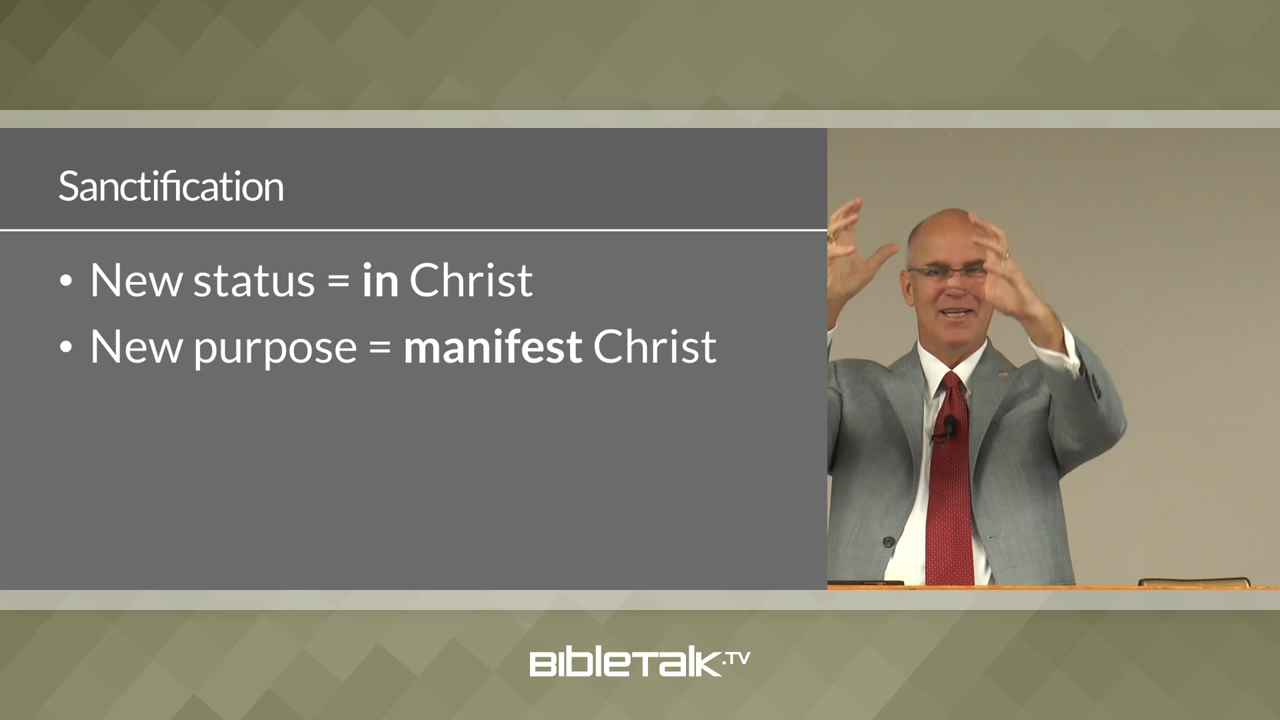 Sanctification
• New status = in Christ
• New purpose = manifest Christ
BibleTalk.TV